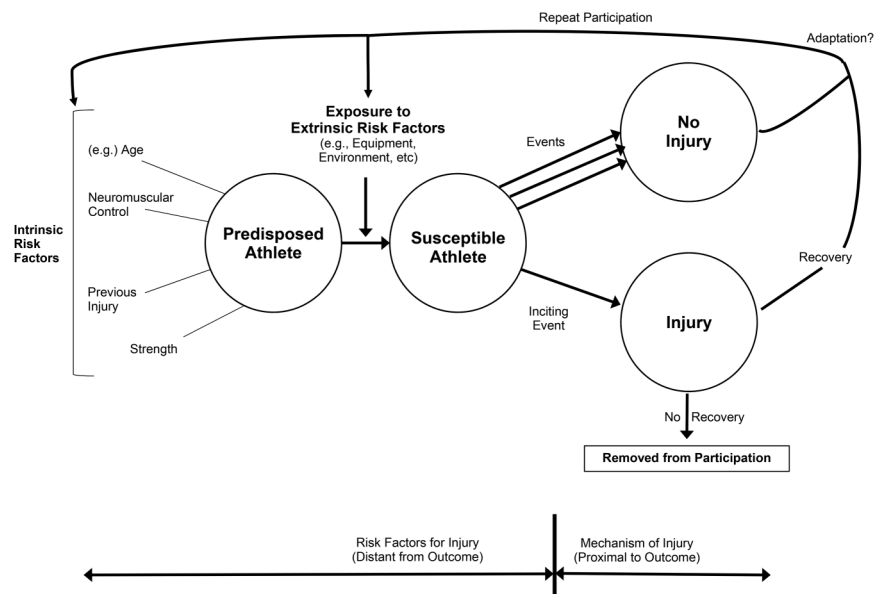 Repeat Participation
Adaptation?
Exposure to
Extrinsic Risk Factors
(e.g., Equipment,
Environment, etc)
No
Injury
Events
(e.g.) Age
Neuromuscular
Control
Intrinsic
Risk
Factors
Predisposed
Athlete
Susceptible
Athlete
Recovery
Previous
Injury
Inciting
Event
Injury
Strength
No Recovery
Removed from Participation
Risk Factors for Injury
(Distant from Outcome)
Mechanism of Injury
(Proximal to Outcome)